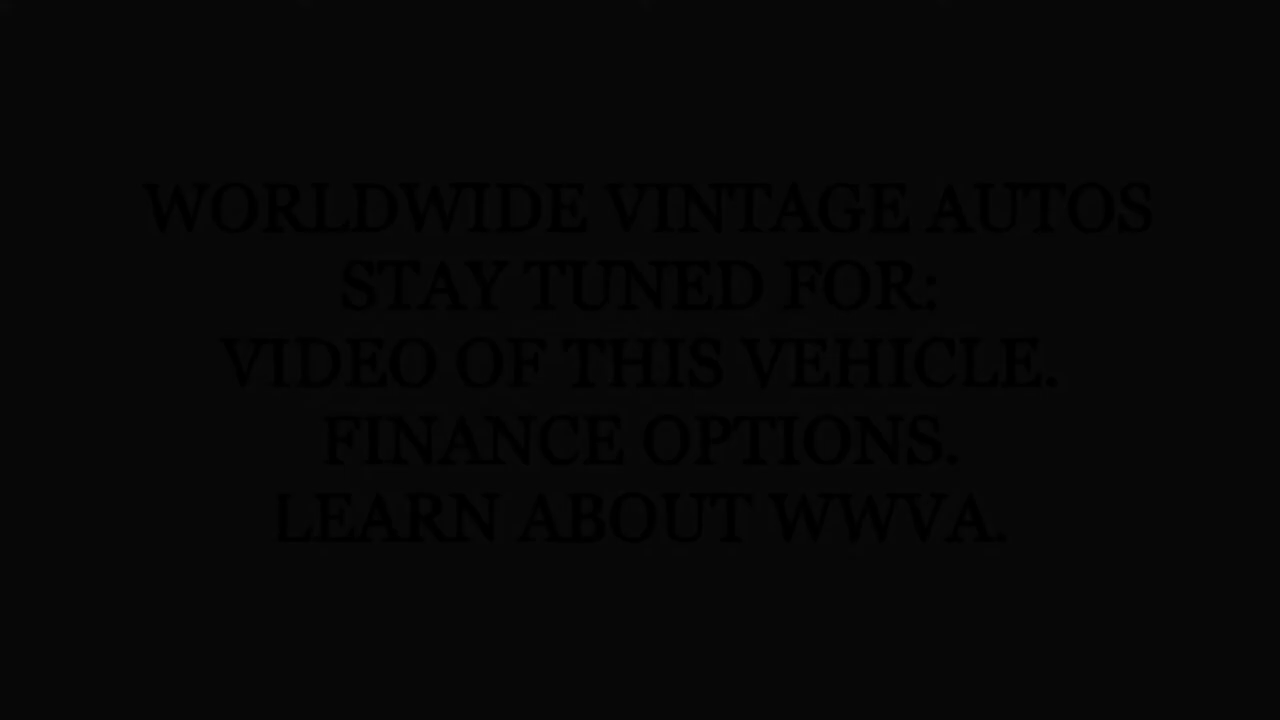 WORLDWIDE VINTAGE AUTOS
STAY TUNED FOR:
VIDEO OF THIS VEHICLE.
FINANCE OPTIONS.
LEARN ABOUT WWVA.